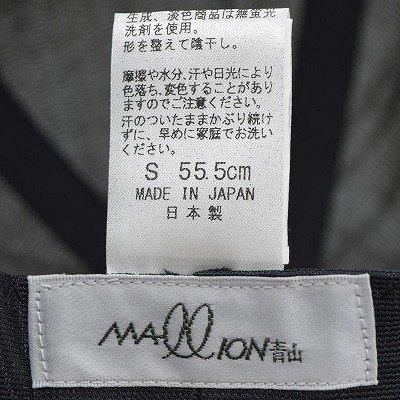 生成、淡色商品は無蛍光
洗剤を使用。
形を整えて陰干し。
摩擦や水分、汗や日光により
色落ち、変色することがあり
ますのでご注意ください。
汗のついたままかぶり続け
ずに、早めに家庭でお洗い
ください。
S 55.5cm
MADE IN JAPAN
日本製
MALLION青山